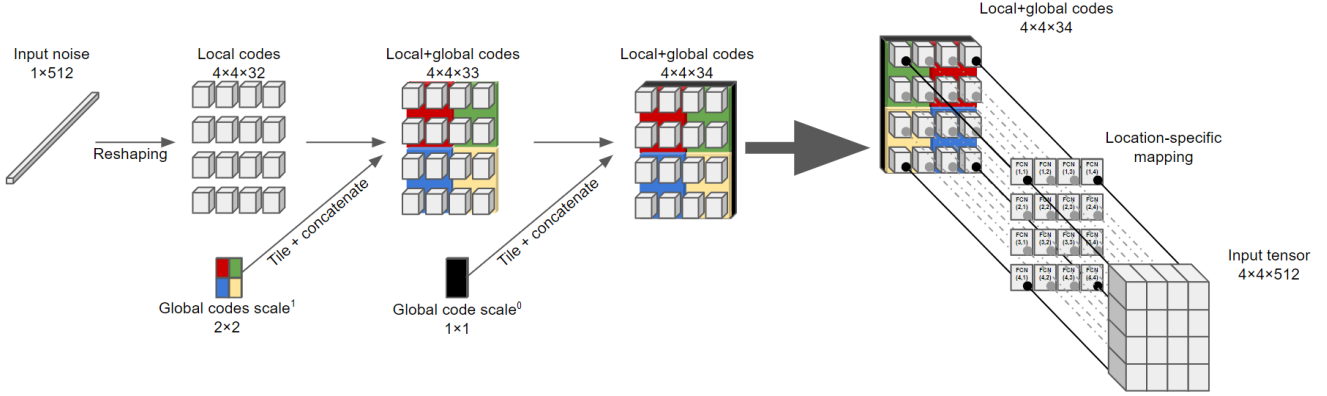 Input noise
1×512
Reshaping
Local codes
4×4×32
Global codes scale¹
2×2
Tile + concatenate
Local+global codes
4×4×33
Global code scale⁰
1×1
Tile + concatenate
Local+global codes
4×4×34
Local+global codes
4×4×34
Location-specific
mapping
FCN
(1,1)
FCN
(1,2)
FCN
(1,3)
FCN
(1,4)
FCN
(2,1)
FCN
(2,2)
FCN
(2,3)
FCN
(2,4)
FCN
(3,1)
FCN
(3,2)
FCN
(3,3)
FCN
(3,4)
FCN
(4,1)
FCN
(4,2)
FCN
(4,3)
FCN
(4,4)
Input tensor
4×4×512